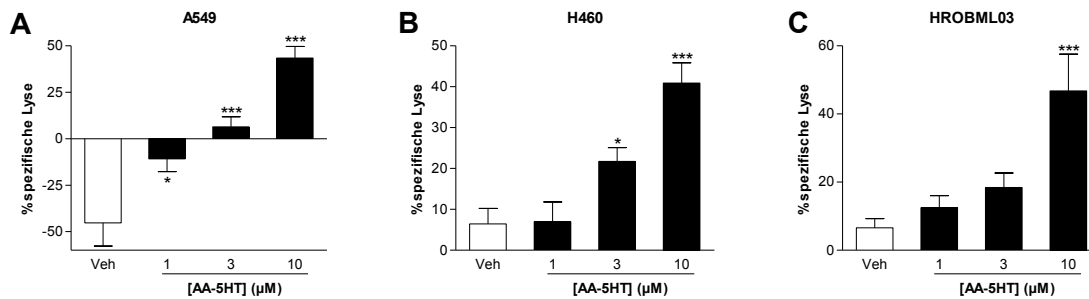 A
A549
%spezifische Lyse
50
25
0
-25
-50
*
***
***
Veh
1
3
10
[AA-5HT] (µM)
B
H460
%spezifische Lyse
50
40
30
20
10
0
*
***
Veh
1
3
10
[AA-5HT] (µM)
C
HROBML03
%spezifische Lyse
60
40
20
0
***
Veh
1
3
10
[AA-5HT] (µM)